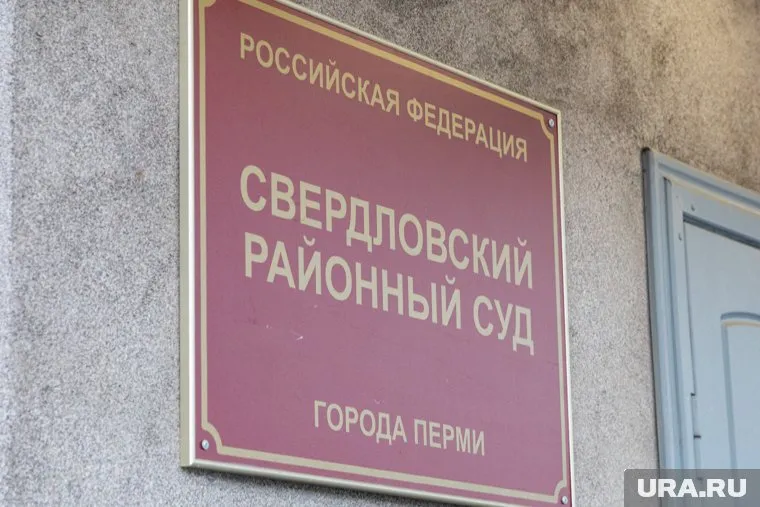 РОССИЙСКАЯ ФЕДЕРАЦИЯ
СВЕРДЛОВСКИЙ
РАЙОННЫЙ СУД
ГОРОДА ПЕРМИ
URA.RU